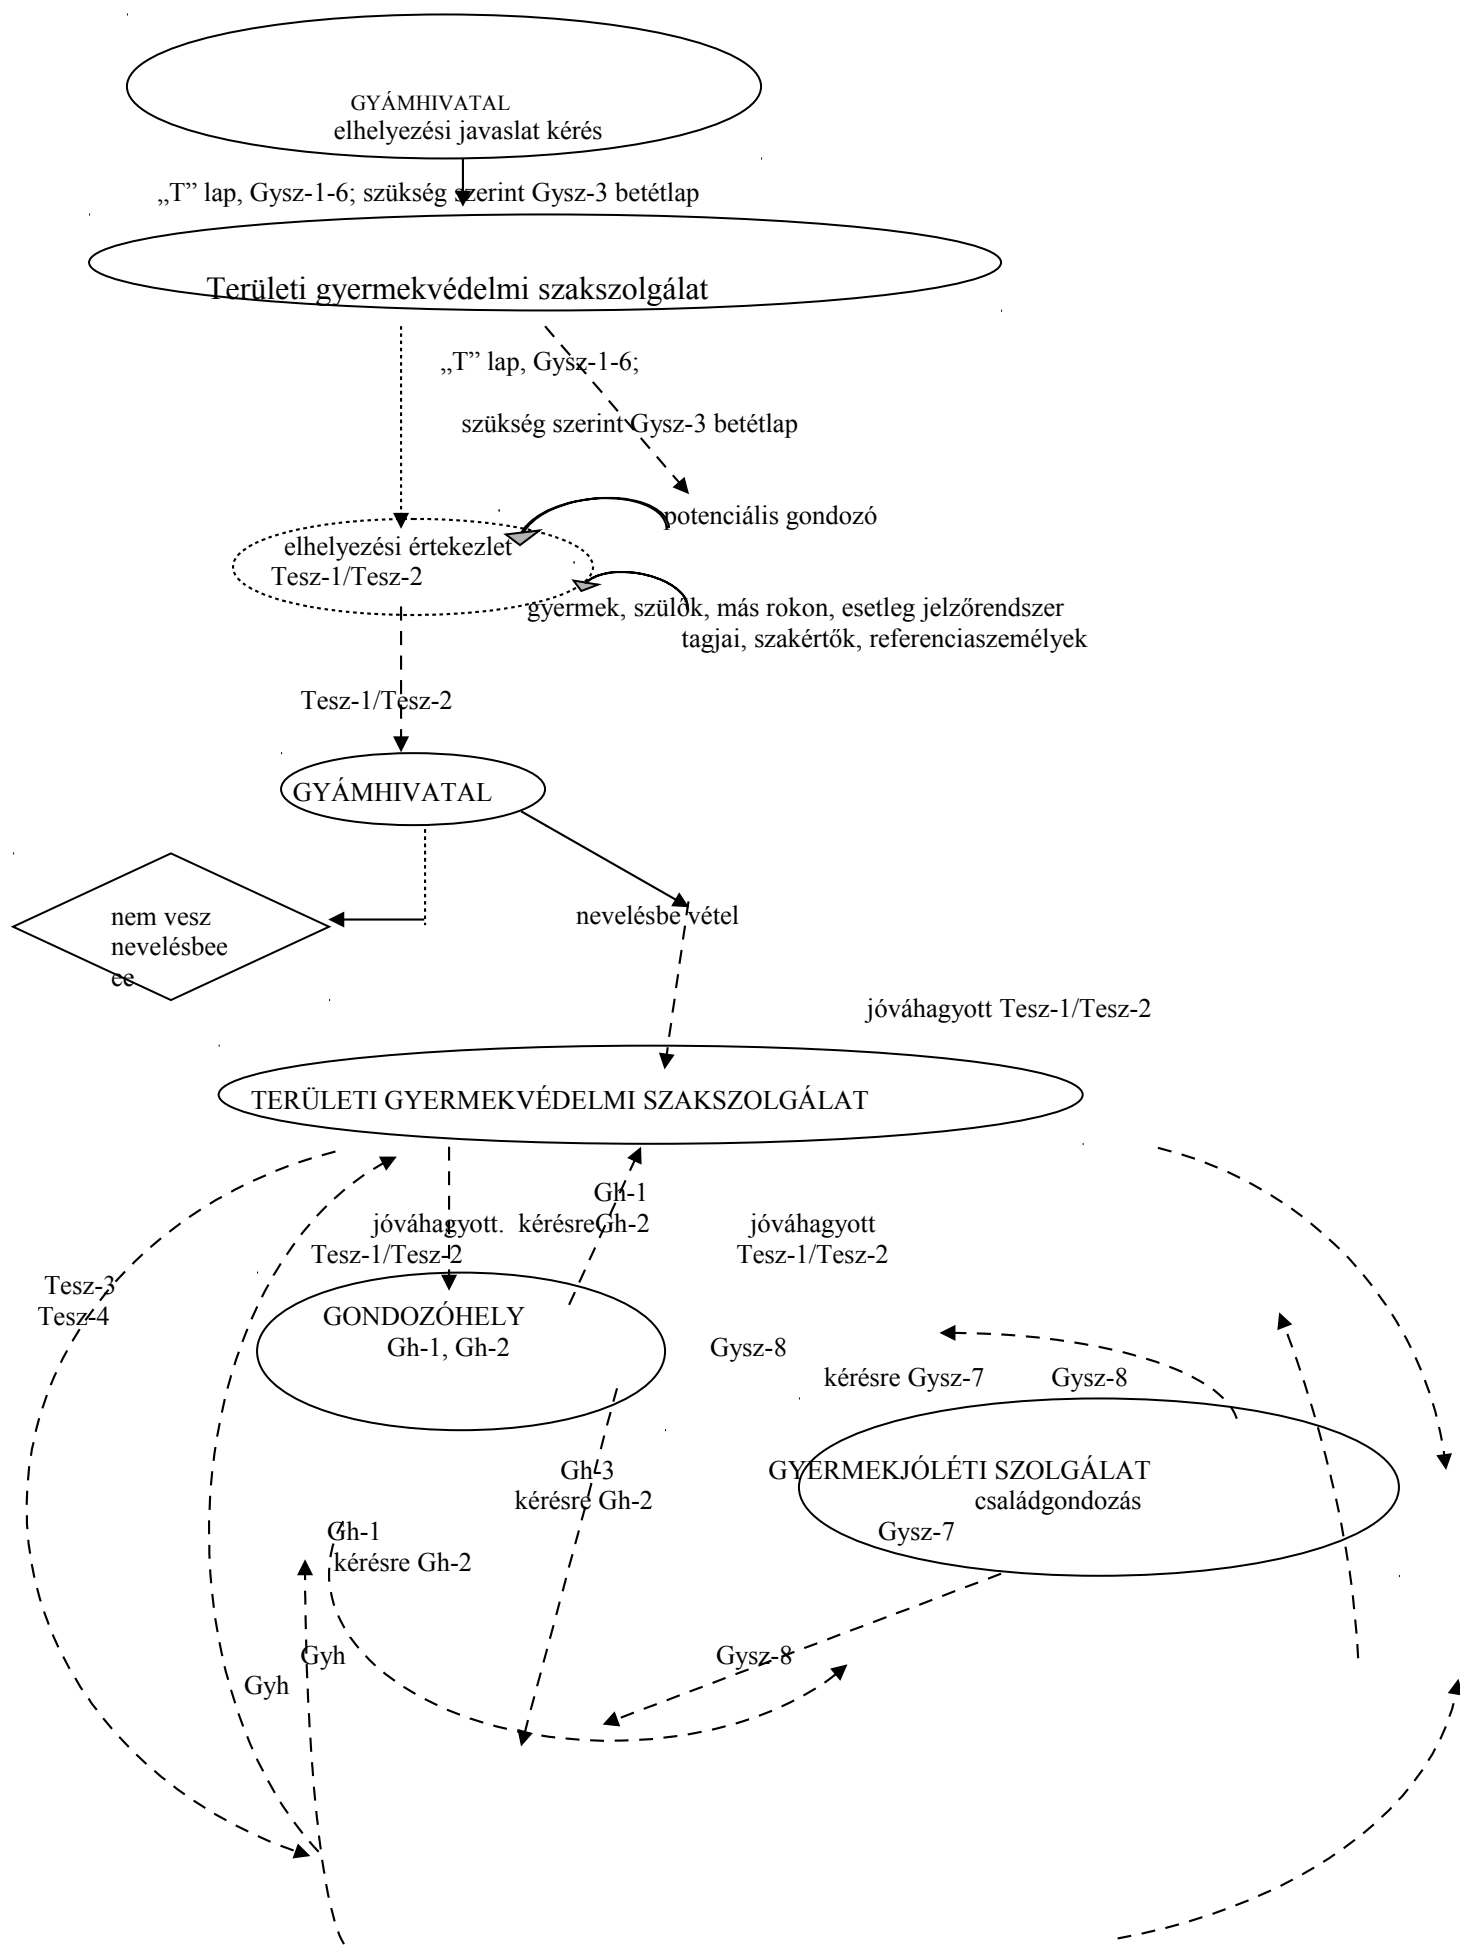 GYÁMHIVATAL
elhelyezési javaslat kérés
„T” lap, Gysz-1-6; szükség szerint Gysz-3 betétlap
Területi gyermekvédelmi szakszolgálat
„T” lap, Gysz-1-6;
szükség szerint Gysz-3 betétlap
potenciális gondozó
elhelyezési értekezlet
Tesz-1/Tesz-2
gyermek, szülők, más rokon, esetleg jelzőrendszer
tagjai, szakértők, referenciaszemélyek
Tesz-1/Tesz-2
GYÁMHIVATAL
nem vesz
nevelésbee
ee
nevelésbe vétel
jóváhagyott Tesz-1/Tesz-2
TERÜLETI GYERMEKVÉDELMI SZAKSZOLGÁLAT
Gh-1
jóváhagyott. kérésreGh-2 jóváhagyott
Tesz-1/Tesz-2 Tesz-1/Tesz-2
Tesz-3
Tesz-4
GONDOZÓHELY
Gh-1, Gh-2 Gysz-8
kérésre Gysz-7 Gysz-8
Gh-3 GYERMEKJÓLÉTI SZOLGÁLAT
kérésre Gh-2 családgondozás
Gh-1 Gysz-7
kérésre Gh-2
Gyh Gysz-8
Gyh